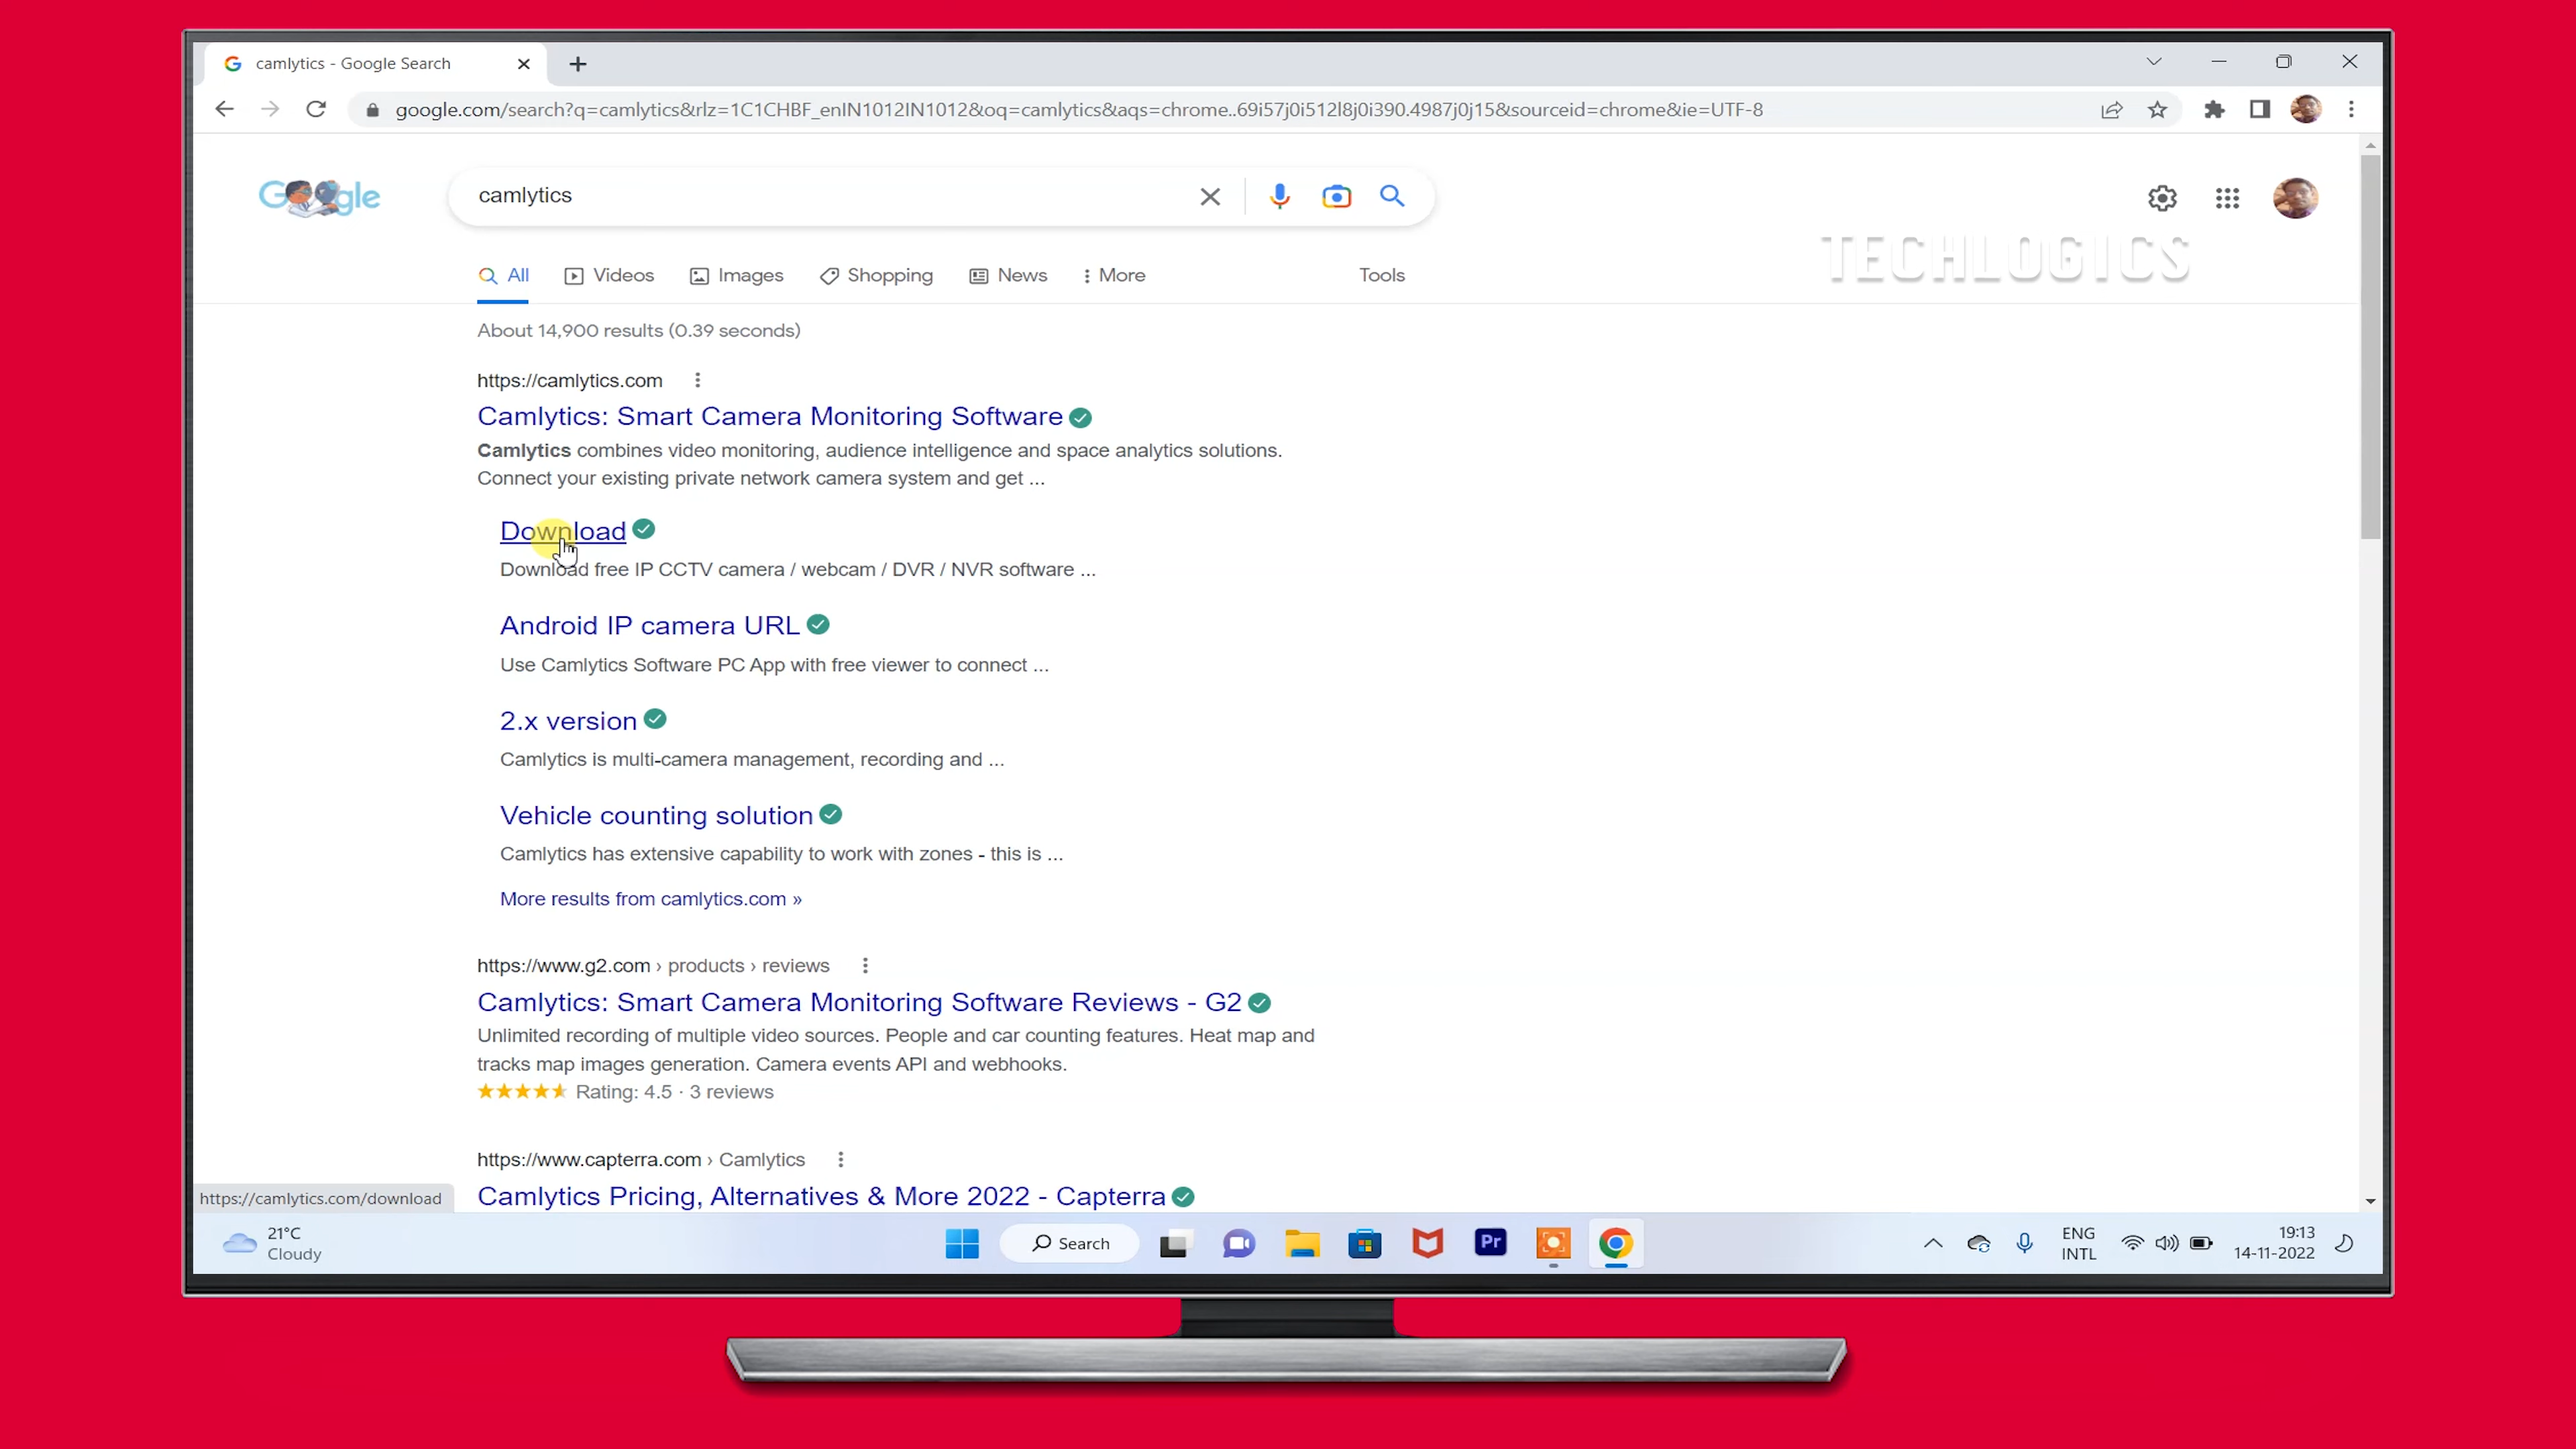 camlytics - Google Search
google.com/search?q=camlytics&rlz=1C1CHBF_enIN1012IN1012&oq=camlytics&aqs=chrome..69i57j0i512l8j0i390.4987j0j15&sourceid=chrome&ie=UTF-8
Google
camlytics
TECHLOGICS
All Videos Images Shopping News More Tools
About 14,900 results (0.39 seconds)
https://camlytics.com
Camlytics: Smart Camera Monitoring Software
Camlytics combines video monitoring, audience intelligence and space analytics solutions.
Connect your existing private network camera system and get ...
Download
Download free IP CCTV camera / webcam / DVR / NVR software ...
Android IP camera URL
Use Camlytics Software PC App with free viewer to connect ...
2.x version
Camlytics is multi-camera management, recording and ...
Vehicle counting solution
Camlytics has extensive capability to work with zones - this is ...
More results from camlytics.com »
https://www.g2.com › products › reviews
Camlytics: Smart Camera Monitoring Software Reviews - G2
Unlimited recording of multiple video sources. People and car counting features. Heat map and
tracks map images generation. Camera events API and webhooks.
Rating: 4.5 · 3 reviews
https://www.capterra.com › Camlytics
Camlytics Pricing, Alternatives & More 2022 - Capterra
https://camlytics.com/download
21°C
Cloudy
Search
Pr
ENG
INTL
19:13
14-11-2022